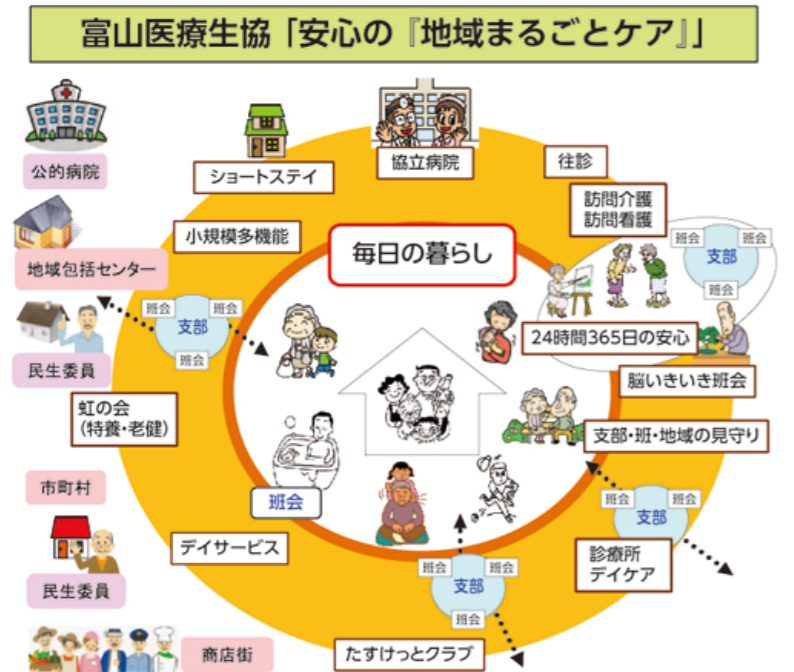 富山医療生協「安心の『地域まるごとケア』」
公的病院
ショートステイ
協立病院
往診
訪問介護
訪問看護
小規模多機能
毎日の暮らし
班会
班会
支部
班会
地域包括センター
班会
班会
支部
班会
24時間365日の安心
民生委員
脳いきいき班会
虹の会
(特養・老健)
支部・班・地域の見守り
市町村
班会
班会
班会
支部
デイサービス
診療所
デイケア
民生委員
班会
班会
支部
班会
商店街
たすけっとクラブ